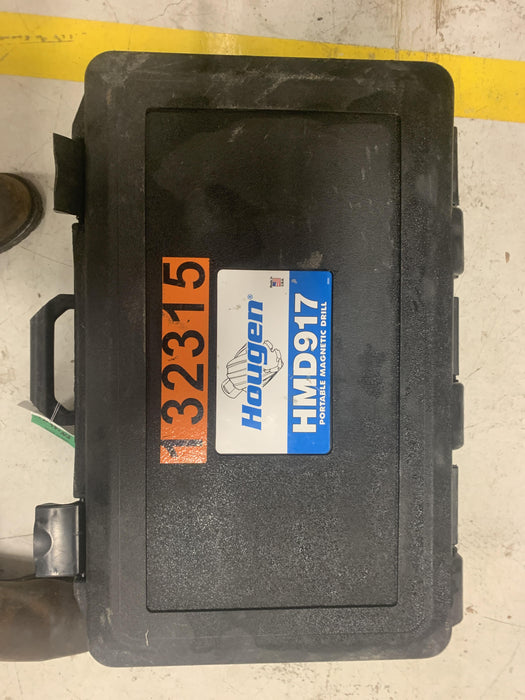 132315
Hougen®
HMD917
PORTABLE MAGNETIC DRILL